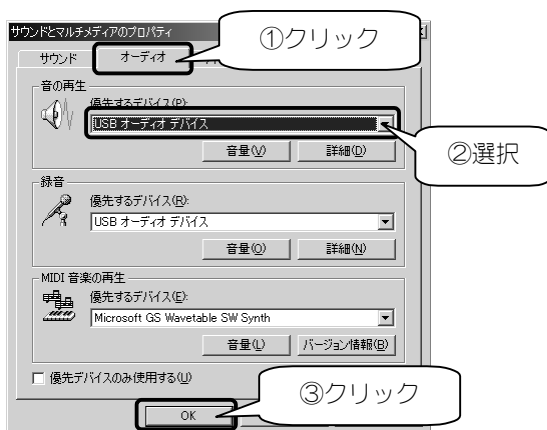 サウンドとマルチメディアのプロパティ
①クリック
サウンド
オーディオ
音の再生
優先するデバイス(P):
USB オーディオ デバイス
②選択
音量(V)
詳細(D)
録音
優先するデバイス(R):
USB オーディオ デバイス
音量(O)
詳細(N)
MIDI 音楽の再生
優先するデバイス(E):
Microsoft GS Wavetable SW Synth
音量(L)
バージョン情報(B)
優先デバイスのみ使用する(U)
③クリック
OK